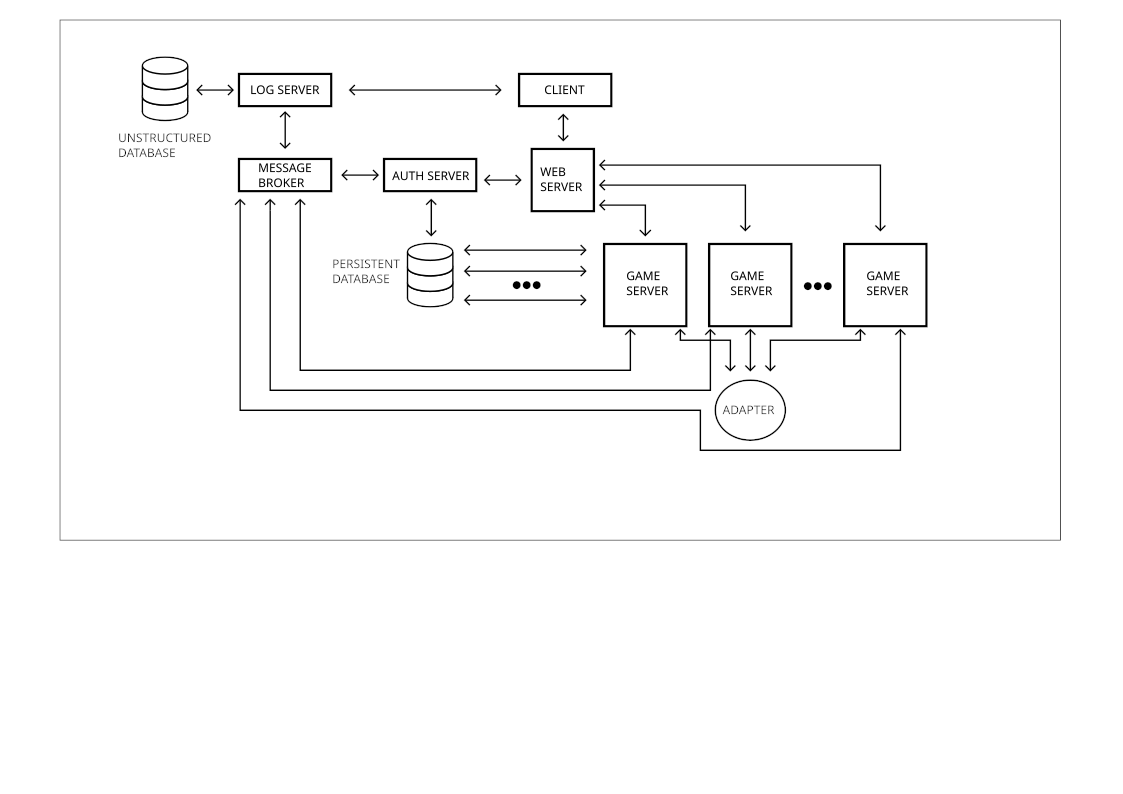 LOG SERVER
CLIENT
UNSTRUCTURED
DATABASE
MESSAGE
BROKER
AUTH SERVER
WEB
SERVER
PERSISTENT
DATABASE
GAME
SERVER
GAME
SERVER
GAME
SERVER
ADAPTER